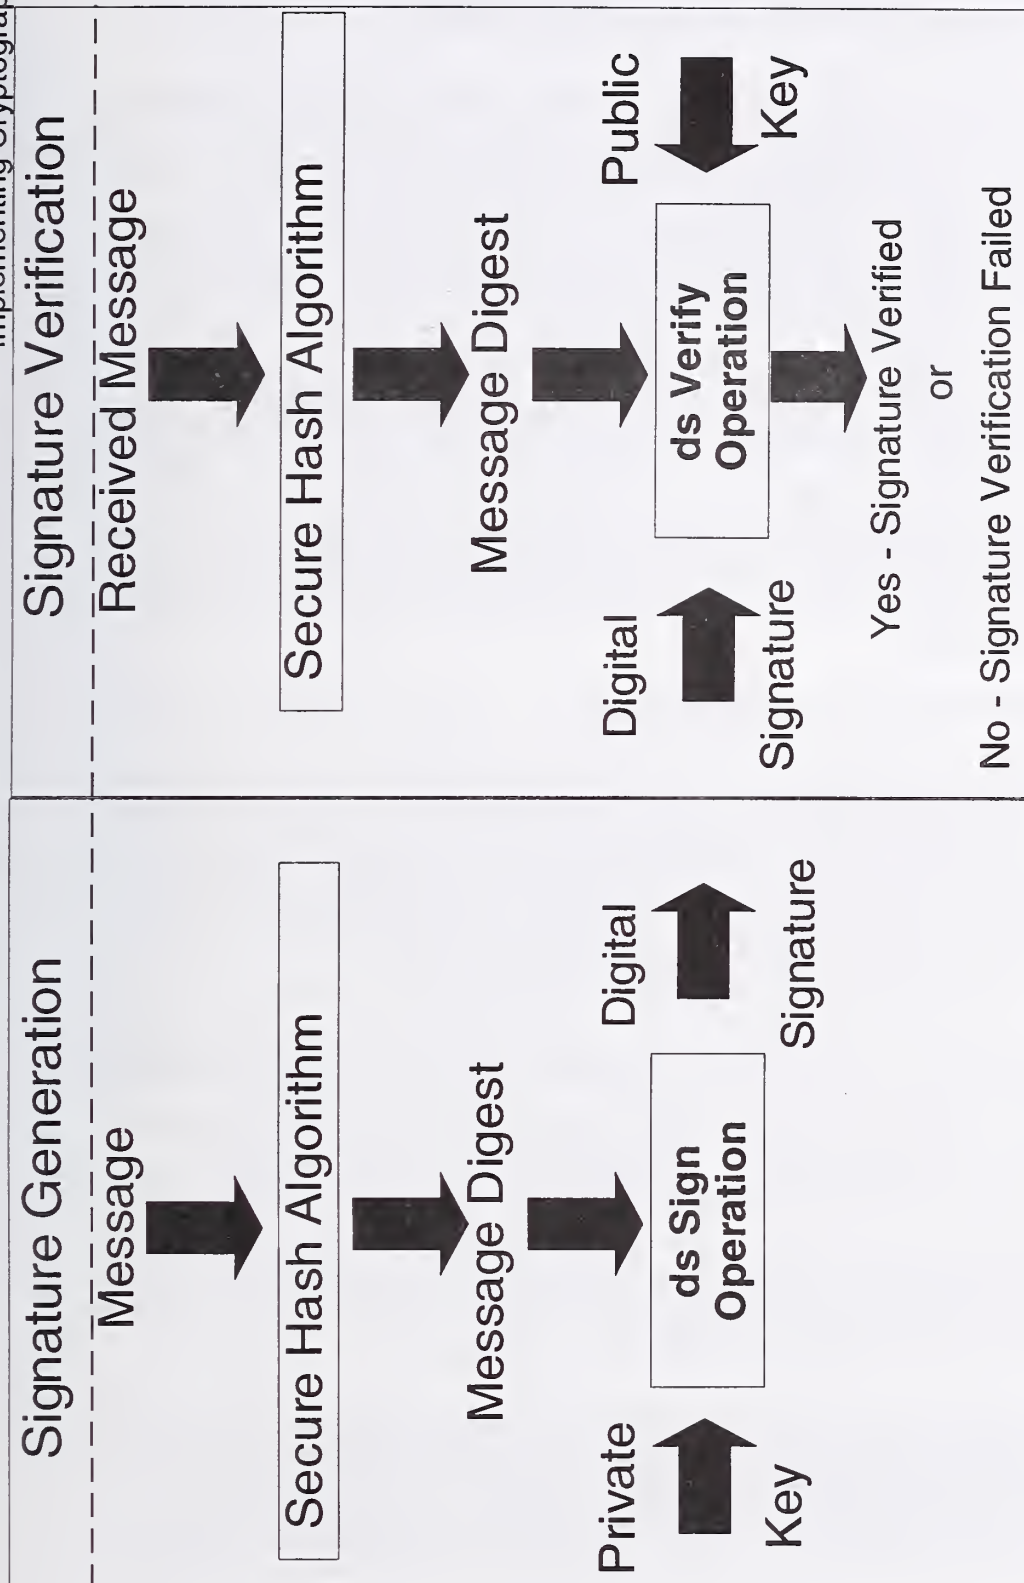 Signature Generation
Message
Secure Hash Algorithm
Message Digest
Private
Key
ds Sign
Operation
Digital
Signature
Signature Verification
Received Message
Secure Hash Algorithm
Message Digest
Digital
Signature
ds Verify
Operation
Public
Key
Yes - Signature Verified
or
No - Signature Verification Failed